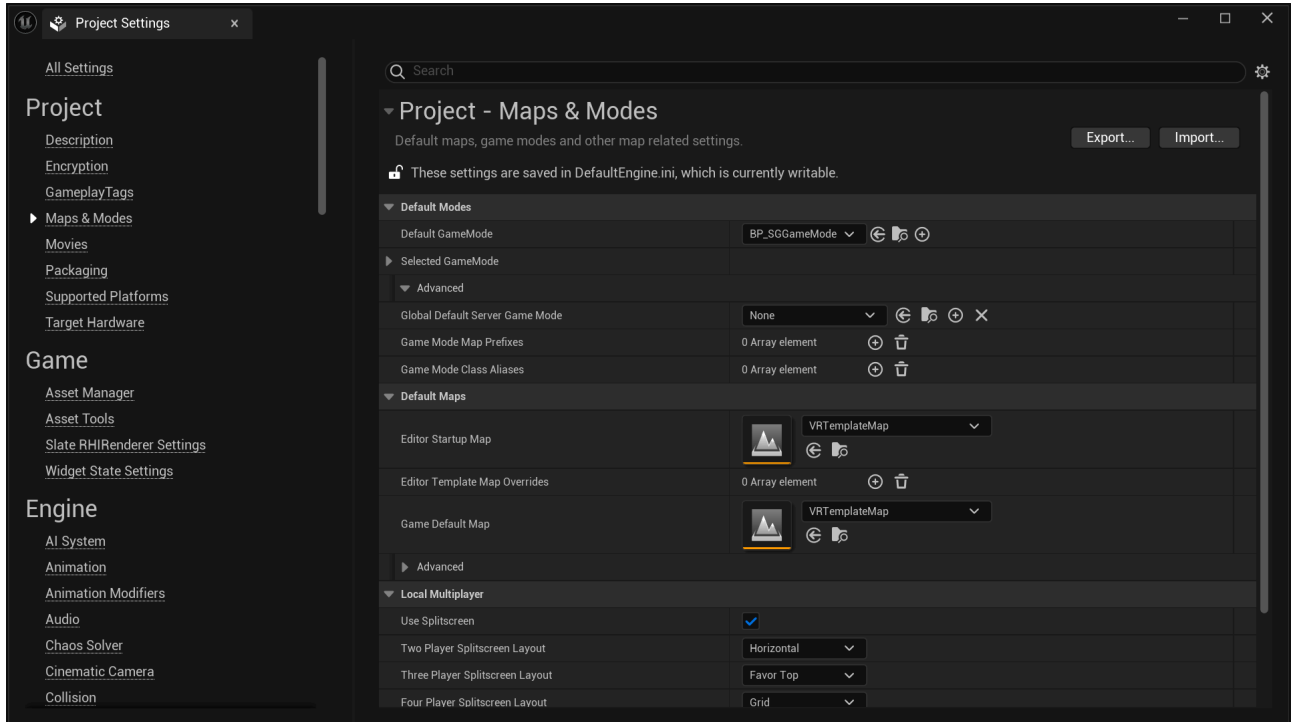 Project Settings
All Settings
Project
Description
Encryption
GameplayTags
Maps & Modes
Movies
Packaging
Supported Platforms
Target Hardware
Game
Asset Manager
Asset Tools
Slate RHIRenderer Settings
Widget State Settings
Engine
AI System
Animation
Animation Modifiers
Audio
Chaos Solver
Cinematic Camera
Collision
Search
Project - Maps & Modes
Default maps, game modes and other map related settings.
Export... Import...
These settings are saved in DefaultEngine.ini, which is currently writable.
Default Modes
Default GameMode BP_SGGameMode
Selected GameMode
Advanced
Global Default Server Game Mode None
Game Mode Map Prefixes 0 Array element
Game Mode Class Aliases 0 Array element
Default Maps
Editor Startup Map VRTemplateMap
Editor Template Map Overrides 0 Array element
Game Default Map VRTemplateMap
Advanced
Local Multiplayer
Use Splitscreen
Two Player Splitscreen Layout Horizontal
Three Player Splitscreen Layout Favor Top
Four Player Splitscreen Layout Grid